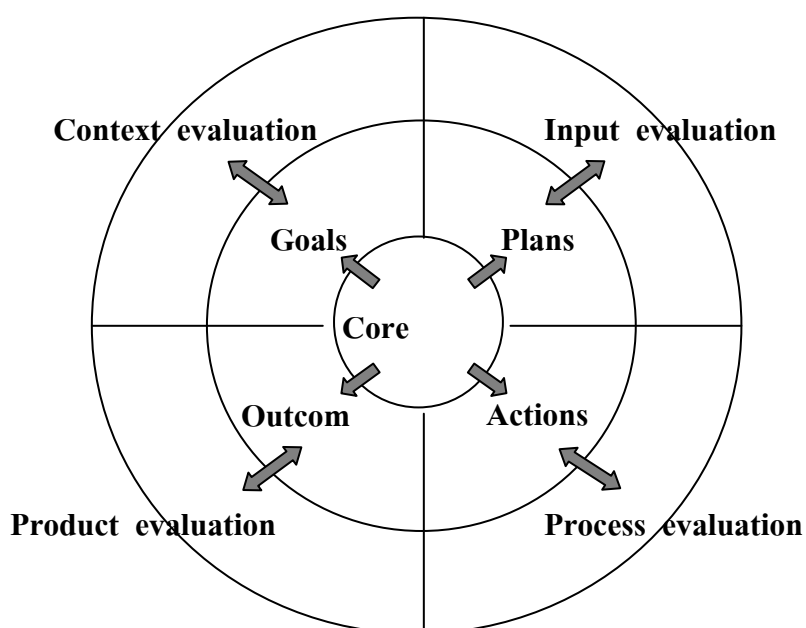 Context evaluation
Input evaluation
Goals
Plans
Core
Outcom
Actions
Product evaluation
Process evaluation